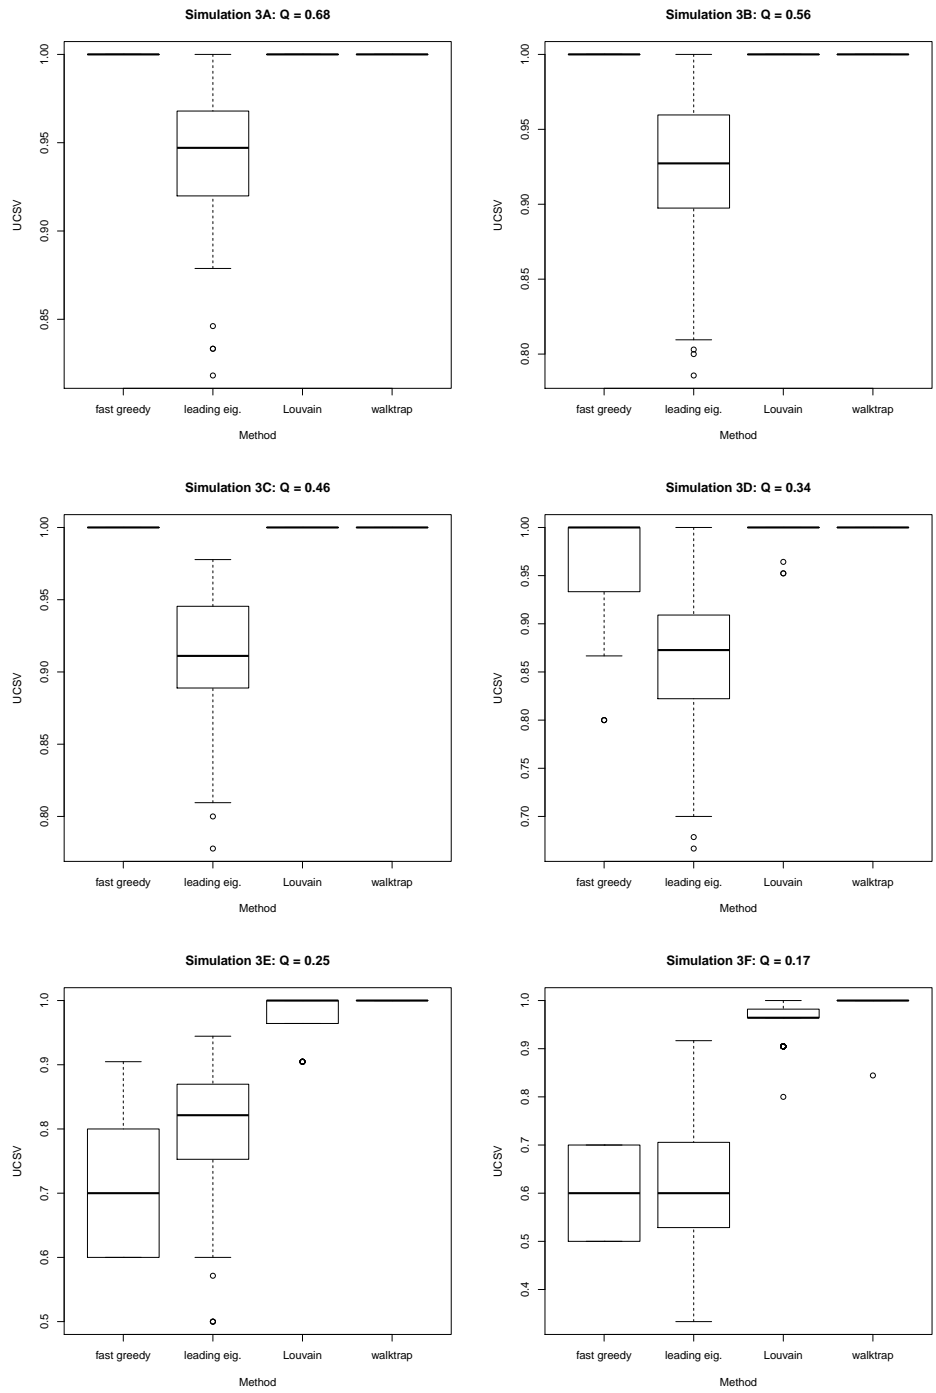 Simulation 3A: Q = 0.68
UCSV
1.00
0.95
0.90
0.85
fast greedy
leading eig.
Louvain
walktrap
Method
Simulation 3B: Q = 0.56
UCSV
1.00
0.95
0.90
0.85
0.80
fast greedy
leading eig.
Louvain
walktrap
Method
Simulation 3C: Q = 0.46
UCSV
1.00
0.95
0.90
0.85
0.80
fast greedy
leading eig.
Louvain
walktrap
Method
Simulation 3D: Q = 0.34
UCSV
1.00
0.95
0.90
0.85
0.80
0.75
0.70
fast greedy
leading eig.
Louvain
walktrap
Method
Simulation 3E: Q = 0.25
UCSV
1.0
0.9
0.8
0.7
0.6
0.5
fast greedy
leading eig.
Louvain
walktrap
Method
Simulation 3F: Q = 0.17
UCSV
1.0
0.9
0.8
0.7
0.6
0.5
0.4
fast greedy
leading eig.
Louvain
walktrap
Method